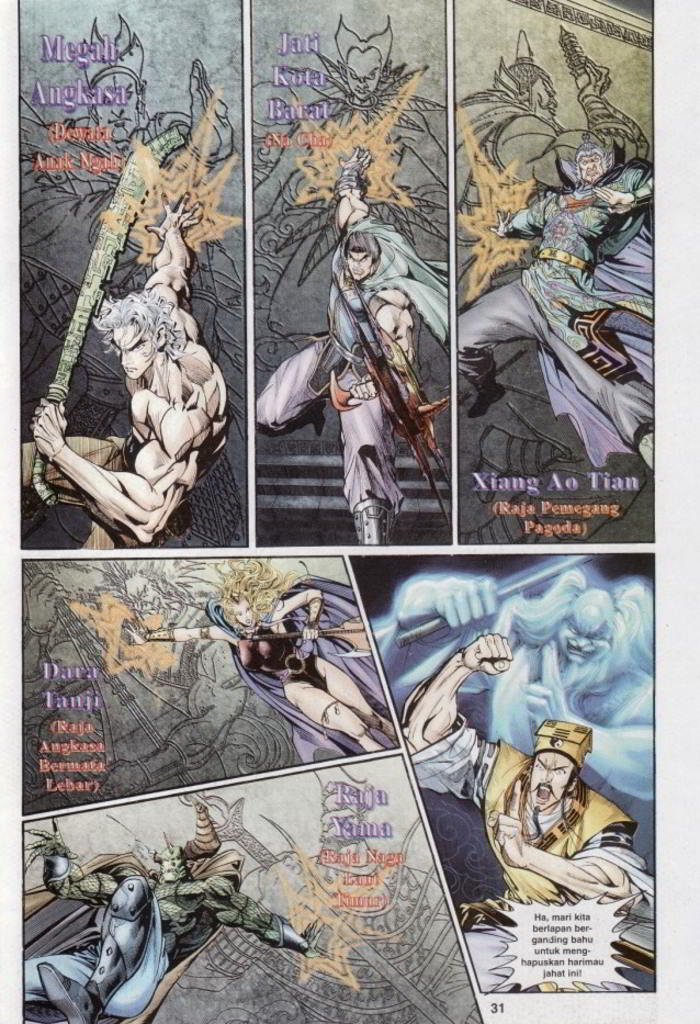 Megah
Angkasa
(Dewata
Anak Ngah)
Jati
Kota
Barat
(Na Cha)
Xiang Ao Tian
(Raja Pemegang
Pagoda)
Dara
Tanji
(Raja
Angkasa
Bermata
Lebar)
Raja
Yama
(Raja Naga
Laut
Timur)
Ha, mari kita
berlapan ber-
ganding bahu
untuk meng-
hapuskan harimau
jahat ini!
31